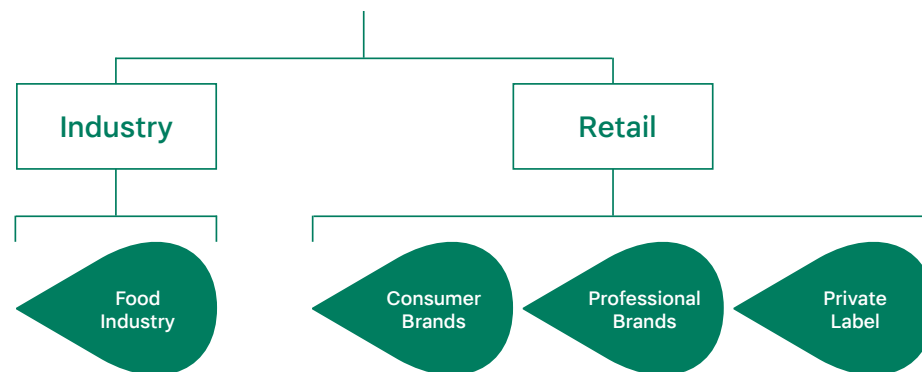 Industry
Retail
Food
Industry
Consumer
Brands
Professional
Brands
Private
Label